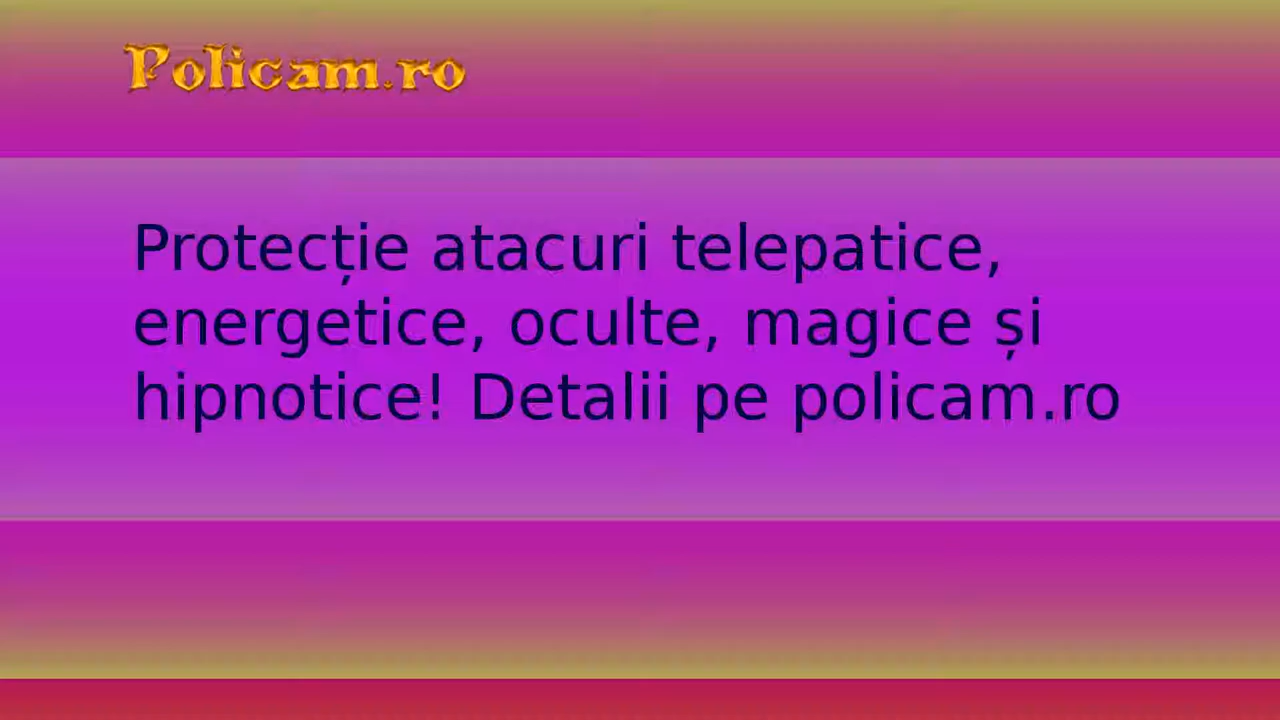 Policam.ro
Protecție atacuri telepatice,
energetice, oculte, magice și
hipnotice! Detalii pe policam.ro